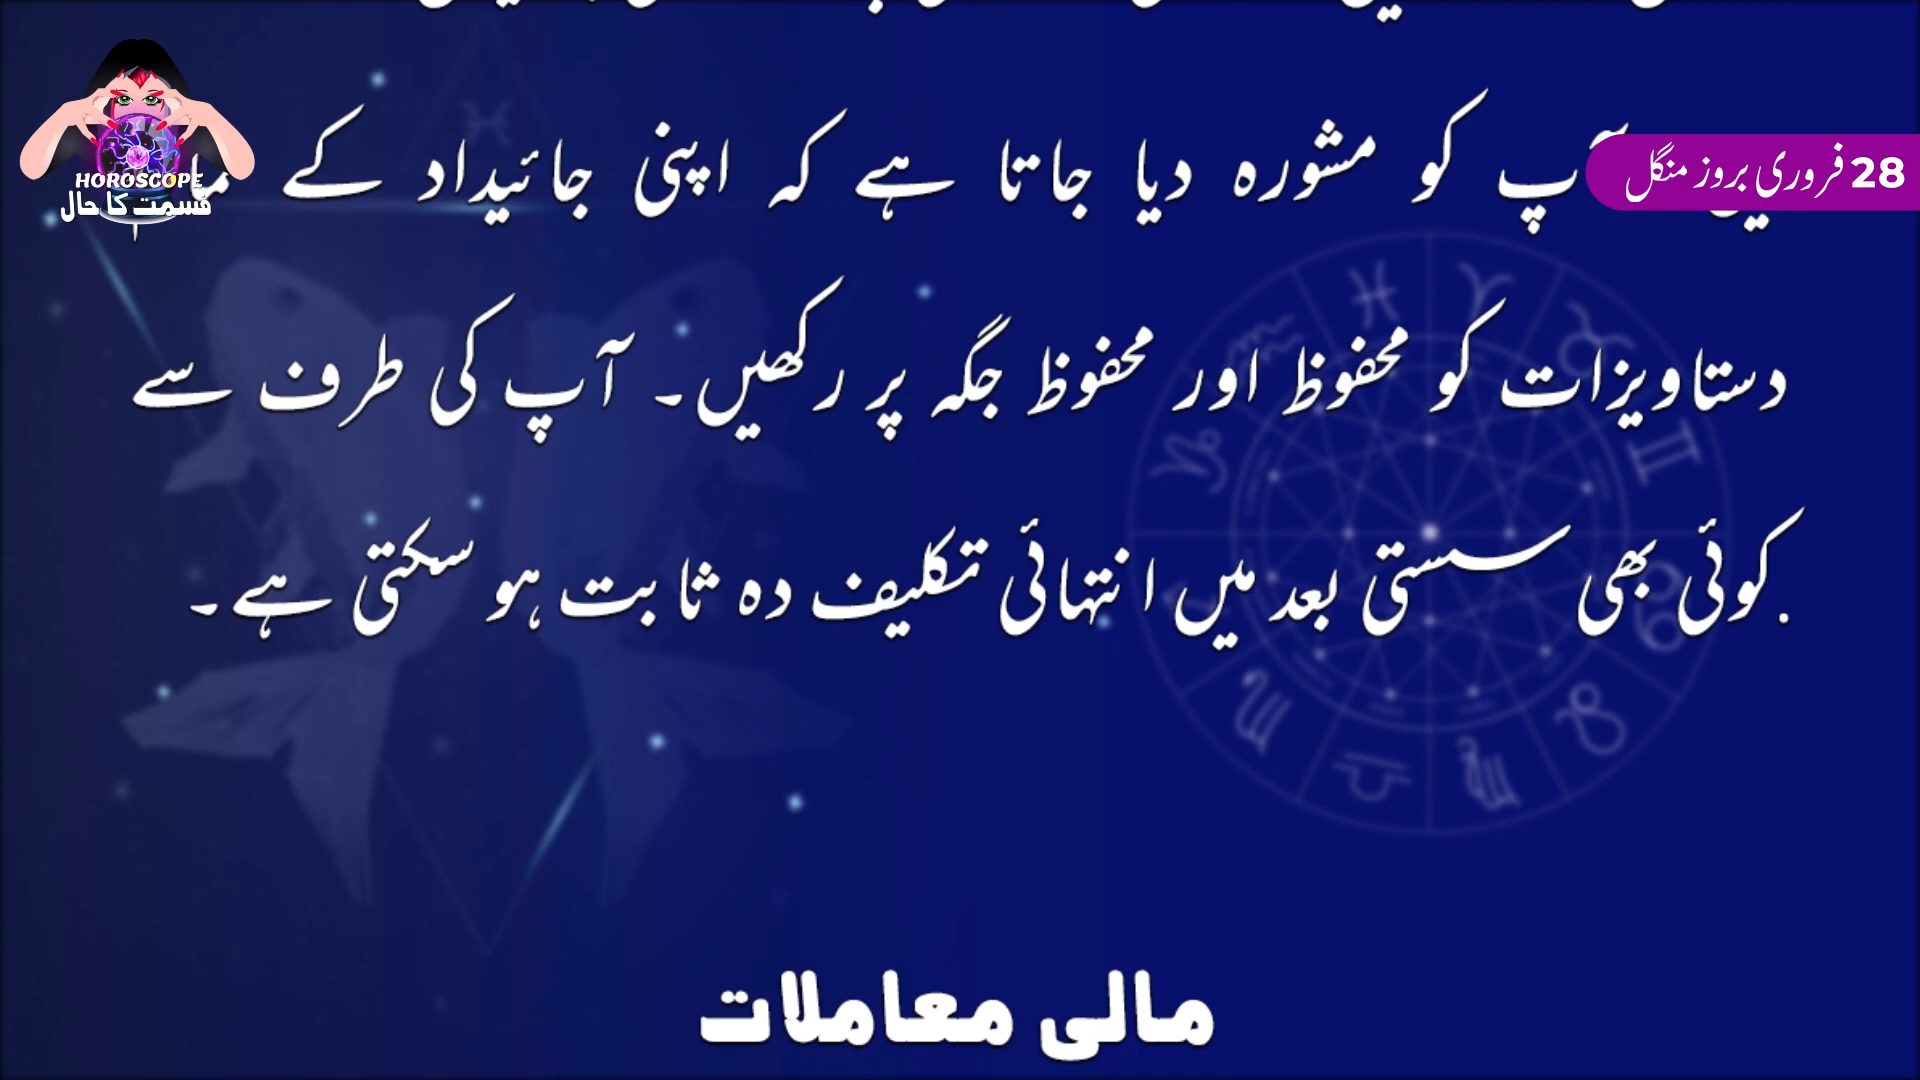 HOROSCOPE
قسمت کا حال
28 فروری بروز منگل
آپ کو مشورہ دیا جاتا ہے کہ اپنی جائیداد کے
دستاویزات کو محفوظ اور محفوظ جگہ پر رکھیں۔ آپ کی طرف سے
کوئی بھی سستی بعد میں انتہائی تکلیف دہ ثابت ہو سکتی ہے۔.
مالی معاملات